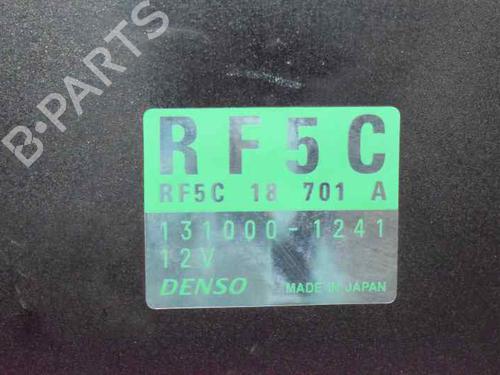 B-PARTS
RF5C
RF5C 18 701 A
131000-1241
12V
DENSO MADE IN JAPAN